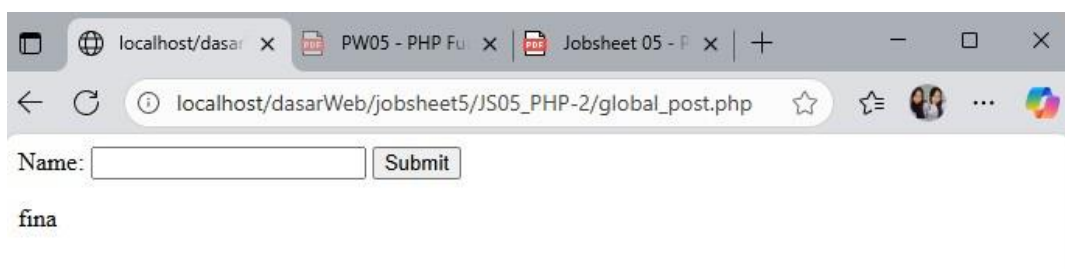 localhost/dasar
PW05 - PHP Fu
Jobsheet 05 - P
localhost/dasarWeb/jobsheet5/JS05_PHP-2/global_post.php
Name:
Submit
fina